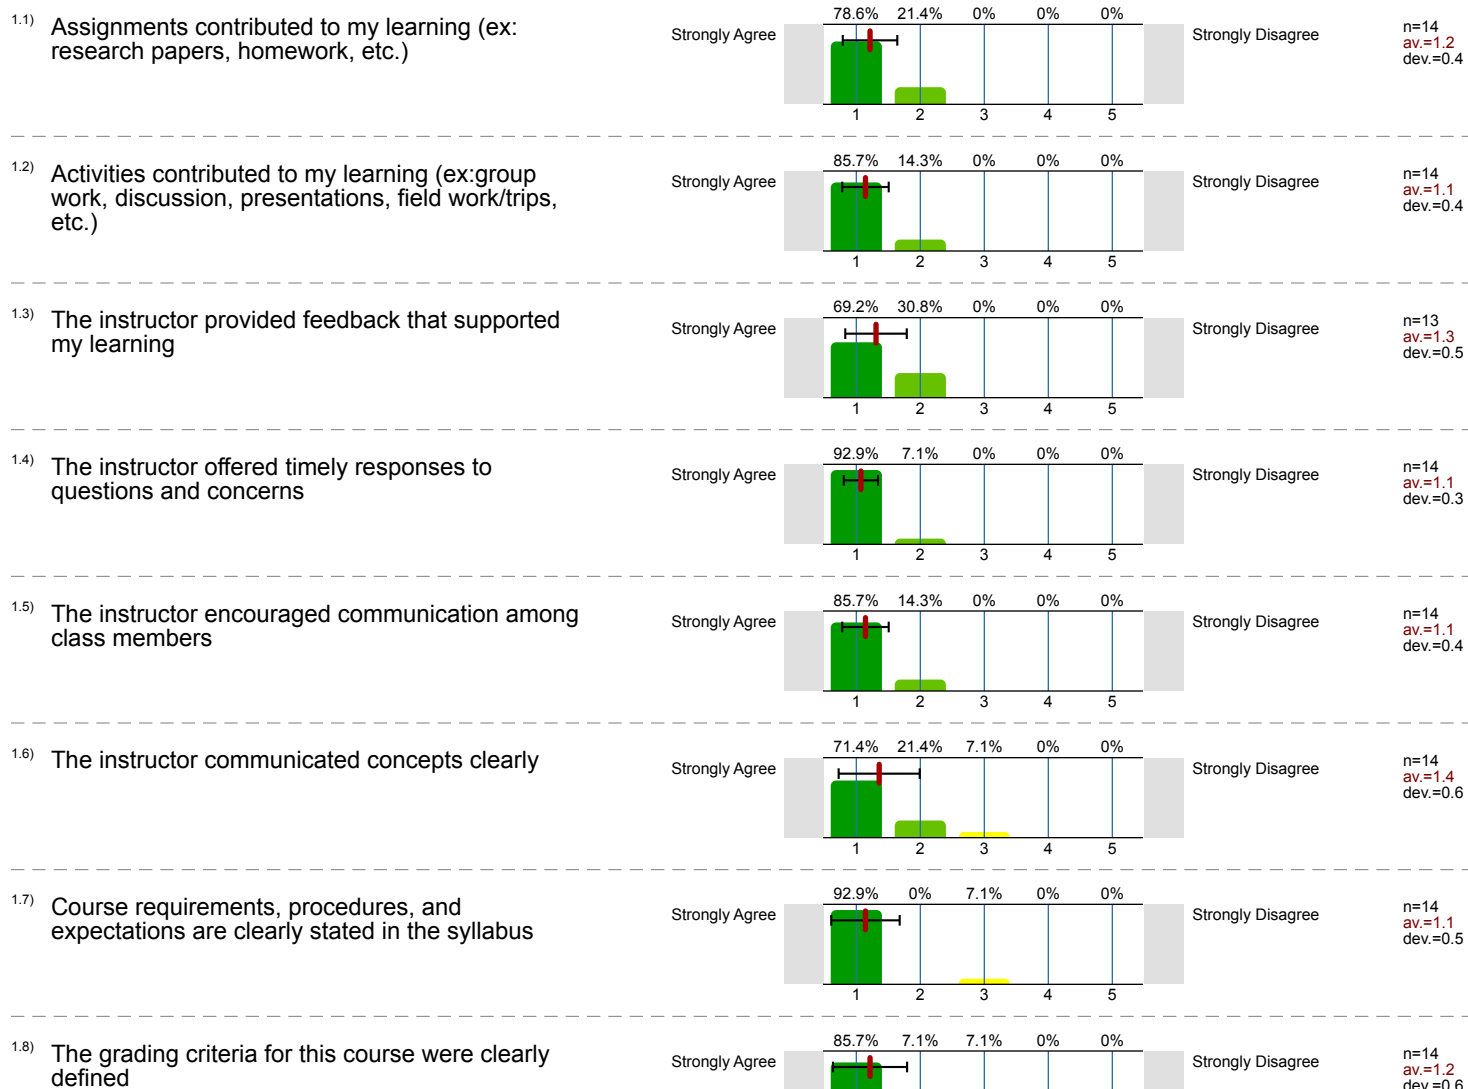 1.1) Assignments contributed to my learning (ex:
research papers, homework, etc.)
78.6% 21.4% 0% 0% 0%
Strongly Agree
Strongly Disagree
n=14
av.=1.2
dev.=0.4
1 2 3 4 5
1.2) Activities contributed to my learning (ex:group
work, discussion, presentations, field work/trips,
etc.)
85.7% 14.3% 0% 0% 0%
Strongly Agree
Strongly Disagree
n=14
av.=1.1
dev.=0.4
1 2 3 4 5
1.3) The instructor provided feedback that supported
my learning
69.2% 30.8% 0% 0% 0%
Strongly Agree
Strongly Disagree
n=13
av.=1.3
dev.=0.5
1 2 3 4 5
1.4) The instructor offered timely responses to
questions and concerns
92.9% 7.1% 0% 0% 0%
Strongly Agree
Strongly Disagree
n=14
av.=1.1
dev.=0.3
1 2 3 4 5
1.5) The instructor encouraged communication among
class members
85.7% 14.3% 0% 0% 0%
Strongly Agree
Strongly Disagree
n=14
av.=1.1
dev.=0.4
1 2 3 4 5
1.6) The instructor communicated concepts clearly
71.4% 21.4% 7.1% 0% 0%
Strongly Agree
Strongly Disagree
n=14
av.=1.4
dev.=0.6
1 2 3 4 5
1.7) Course requirements, procedures, and
expectations are clearly stated in the syllabus
92.9% 0% 7.1% 0% 0%
Strongly Agree
Strongly Disagree
n=14
av.=1.1
dev.=0.5
1 2 3 4 5
1.8) The grading criteria for this course were clearly
defined
85.7% 7.1% 7.1% 0% 0%
Strongly Agree
Strongly Disagree
n=14
av.=1.2
dev.=0.6